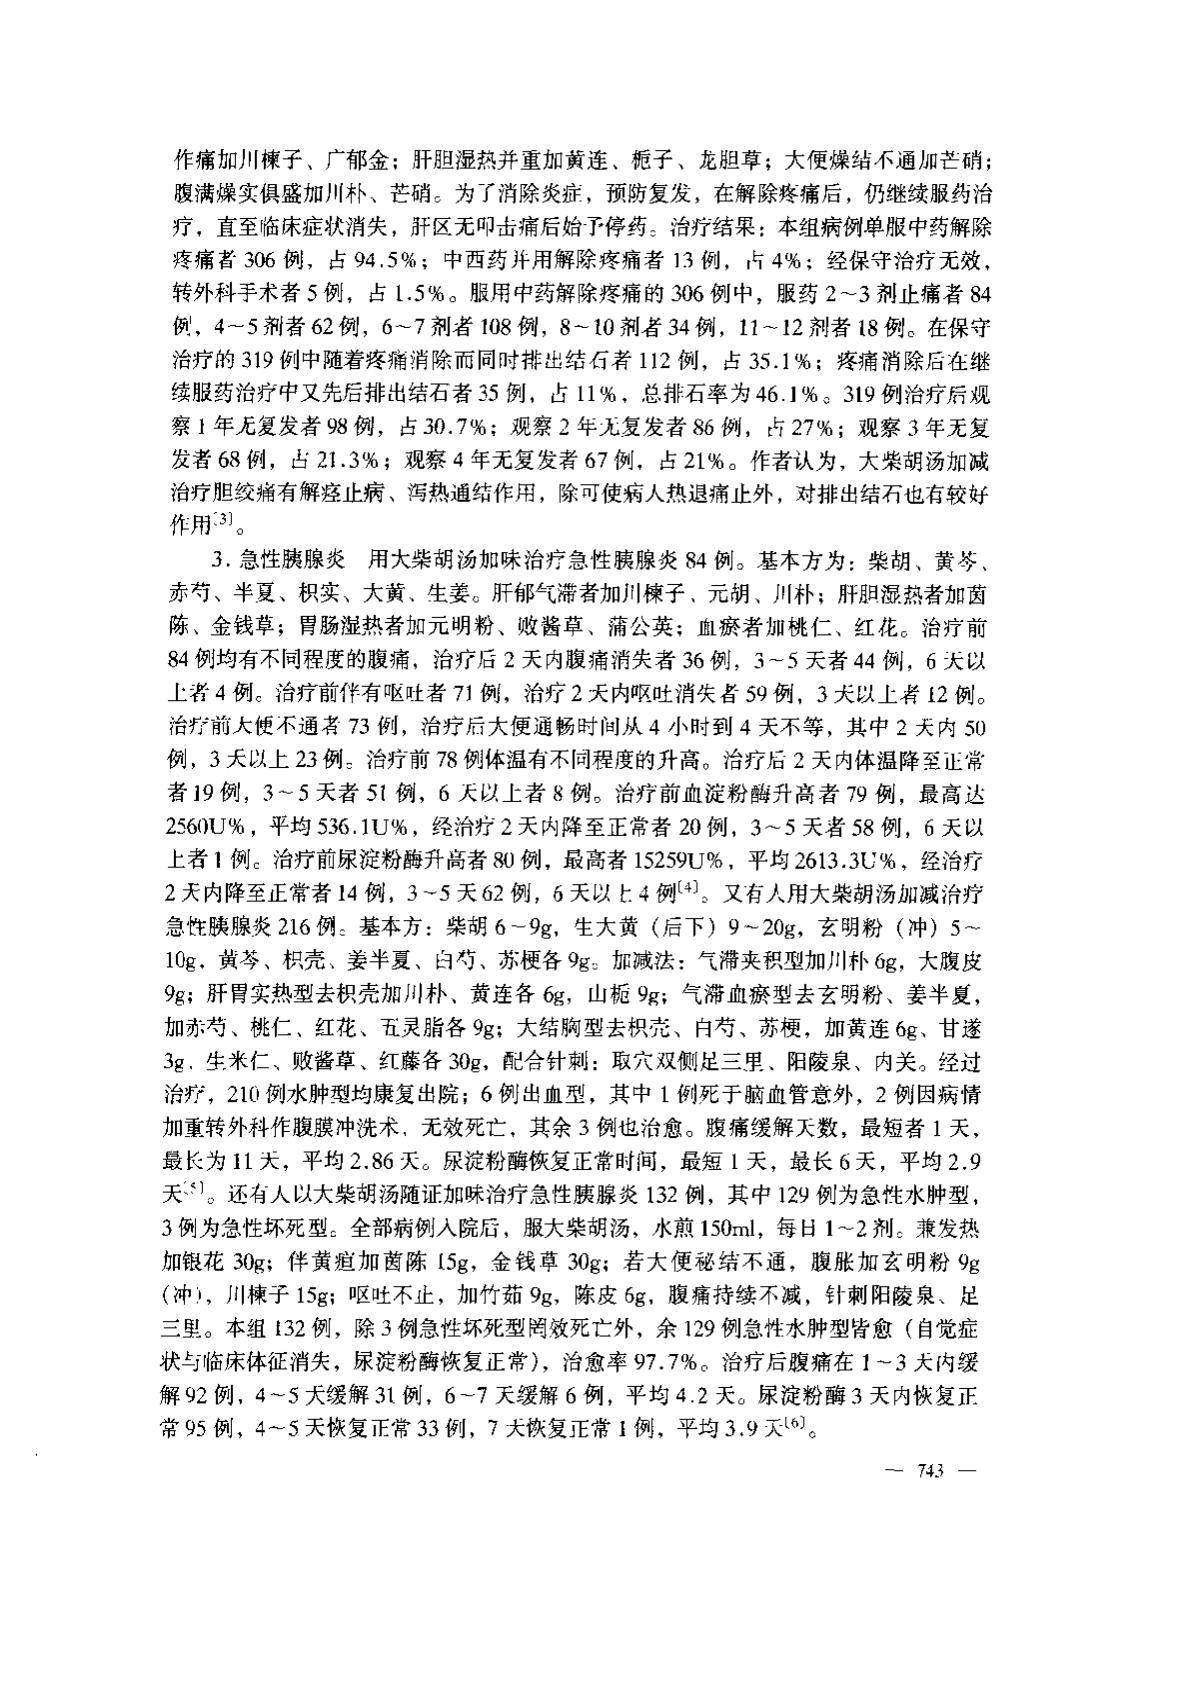 作痛加川楝子、广郁金；肝胆湿热并重加黄连、栀子、龙胆草；大便燥结不通加芒硝；
腹满燥实俱盛加川朴、芒硝。为了消除炎症，预防复发，在解除疼痛后，仍继续服药治
疗，直至临床症状消失，肝区无叩击痛后始予停药。治疗结果：本组病例单服中药解除
疼痛者 306 例，占 94.5%；中西药并用解除疼痛者 13 例，占 4%；经保守治疗无效，
转外科手术者 5 例，占 1.5%。服用中药解除疼痛的 306 例中，服药 2～3 剂止痛者 84
例，4～5 剂者 62 例，6～7 剂者 108 例，8～10 剂者 34 例，11～12 剂者 18 例。在保守
治疗的 319 例中随着疼痛消除而同时排出结石者 112 例，占 35.1%；疼痛消除后在继
续服药治疗中又先后排出结石者 35 例，占 11%，总排石率为 46.1%。319 例治疗后观
察 1 年无复发者 98 例，占 30.7%；观察 2 年无复发者 86 例，占 27%；观察 3 年无复
发者 68 例，占 21.3%；观察 4 年无复发者 67 例，占 21%。作者认为，大柴胡汤加减
治疗胆绞痛有解痉止病、泻热通结作用，除可使病人热退痛止外，对排出结石也有较好
作用〔3〕。
3. 急性胰腺炎　用大柴胡汤加味治疗急性胰腺炎 84 例。基本方为：柴胡、黄芩、
赤芍、半夏、枳实、大黄、生姜。肝郁气滞者加川楝子、元胡、川朴；肝胆湿热者加茵
陈、金钱草；胃肠湿热者加元明粉、败酱草、蒲公英；血瘀者加桃仁、红花。治疗前
84 例均有不同程度的腹痛，治疗后 2 天内腹痛消失者 36 例，3～5 天者 44 例，6 天以
上者 4 例。治疗前伴有呕吐者 71 例，治疗 2 天内呕吐消失者 59 例，3 天以上者 12 例。
治疗前大便不通者 73 例，治疗后大便通畅时间从 4 小时到 4 天不等，其中 2 天内 50
例，3 天以上 23 例。治疗前 78 例体温有不同程度的升高。治疗后 2 天内体温降至正常
者 19 例，3～5 天者 51 例，6 天以上者 8 例。治疗前血淀粉酶升高者 79 例，最高达
2560U%，平均 536.1U%，经治疗 2 天内降至正常者 20 例，3～5 天者 58 例，6 天以
上者 1 例。治疗前尿淀粉酶升高者 80 例，最高者 15259U%，平均 2613.3U%，经治疗
2 天内降至正常者 14 例，3～5 天 62 例，6 天以上 4 例〔4〕。又有人用大柴胡汤加减治疗
急性胰腺炎 216 例。基本方：柴胡 6～9g，生大黄（后下）9～20g，玄明粉（冲）5～
10g，黄芩、枳壳、姜半夏、白芍、苏梗各 9g。加减法：气滞夹积型加川朴 6g，大腹皮
9g；肝胃实热型去枳壳加川朴、黄连各 6g，山栀 9g；气滞血瘀型去玄明粉、姜半夏，
加赤芍、桃仁、红花、五灵脂各 9g；大结胸型去枳壳、白芍、苏梗，加黄连 6g、甘遂
3g，生米仁、败酱草、红藤各 30g，配合针刺：取穴双侧足三里、阳陵泉、内关。经过
治疗，210 例水肿型均康复出院；6 例出血型，其中 1 例死于脑血管意外，2 例因病情
加重转外科作腹膜冲洗术，无效死亡，其余 3 例也治愈。腹痛缓解天数，最短者 1 天，
最长为 11 天，平均 2.86 天。尿淀粉酶恢复正常时间，最短 1 天，最长 6 天，平均 2.9
天〔5〕。还有人以大柴胡汤随证加味治疗急性胰腺炎 132 例，其中 129 例为急性水肿型，
3 例为急性坏死型。全部病例入院后，服大柴胡汤，水煎 150ml，每日 1～2 剂。兼发热
加银花 30g；伴黄疸加茵陈 15g，金钱草 30g；若大便秘结不通，腹胀加玄明粉 9g
（冲），川楝子 15g；呕吐不止，加竹茹 9g，陈皮 6g，腹痛持续不减，针刺阳陵泉、足
三里。本组 132 例，除 3 例急性坏死型罔效死亡外，余 129 例急性水肿型皆愈（自觉症
状与临床体征消失，尿淀粉酶恢复正常），治愈率 97.7%。治疗后腹痛在 1～3 天内缓
解 92 例，4～5 天缓解 31 例，6～7 天缓解 6 例，平均 4.2 天。尿淀粉酶 3 天内恢复正
常 95 例，4～5 天恢复正常 33 例，7 天恢复正常 1 例，平均 3.9 天〔6〕。
— 743 —